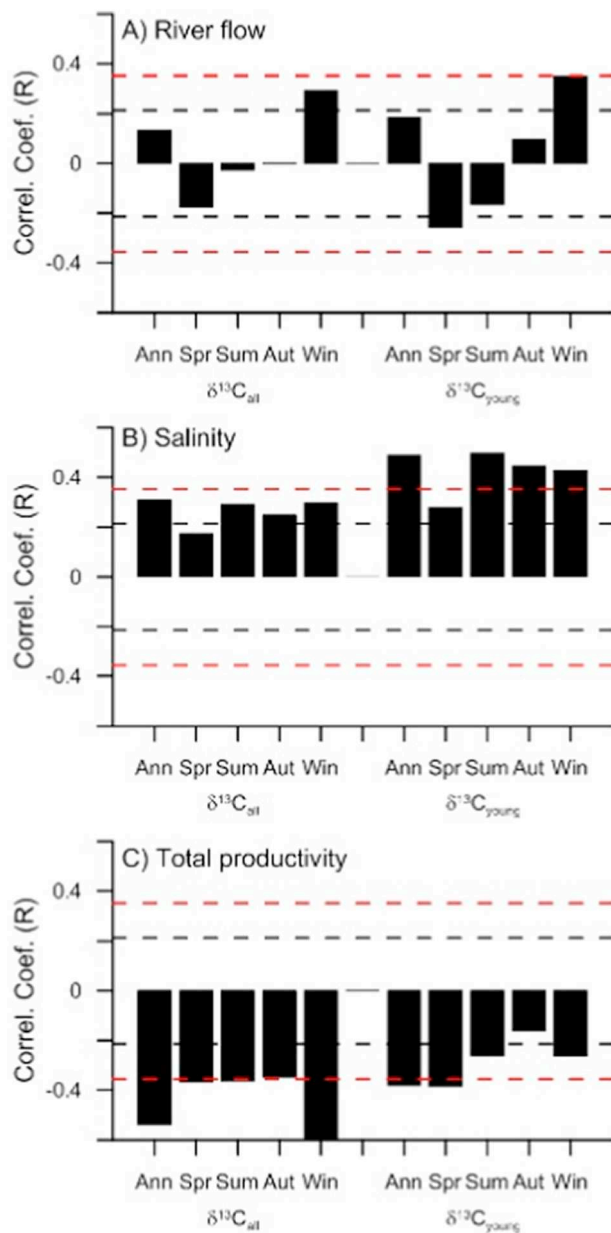 A) River flow
Correl. Coef. (R)
0.4
0
-0.4
Ann Spr Sum Aut Win Ann Spr Sum Aut Win
δ¹³Cₐₗₗ δ¹³C_young
B) Salinity
Correl. Coef. (R)
0.4
0
-0.4
Ann Spr Sum Aut Win Ann Spr Sum Aut Win
δ¹³Cₐₗₗ δ¹³C_young
C) Total productivity
Correl. Coef. (R)
0.4
0
-0.4
Ann Spr Sum Aut Win Ann Spr Sum Aut Win
δ¹³Cₐₗₗ δ¹³C_young